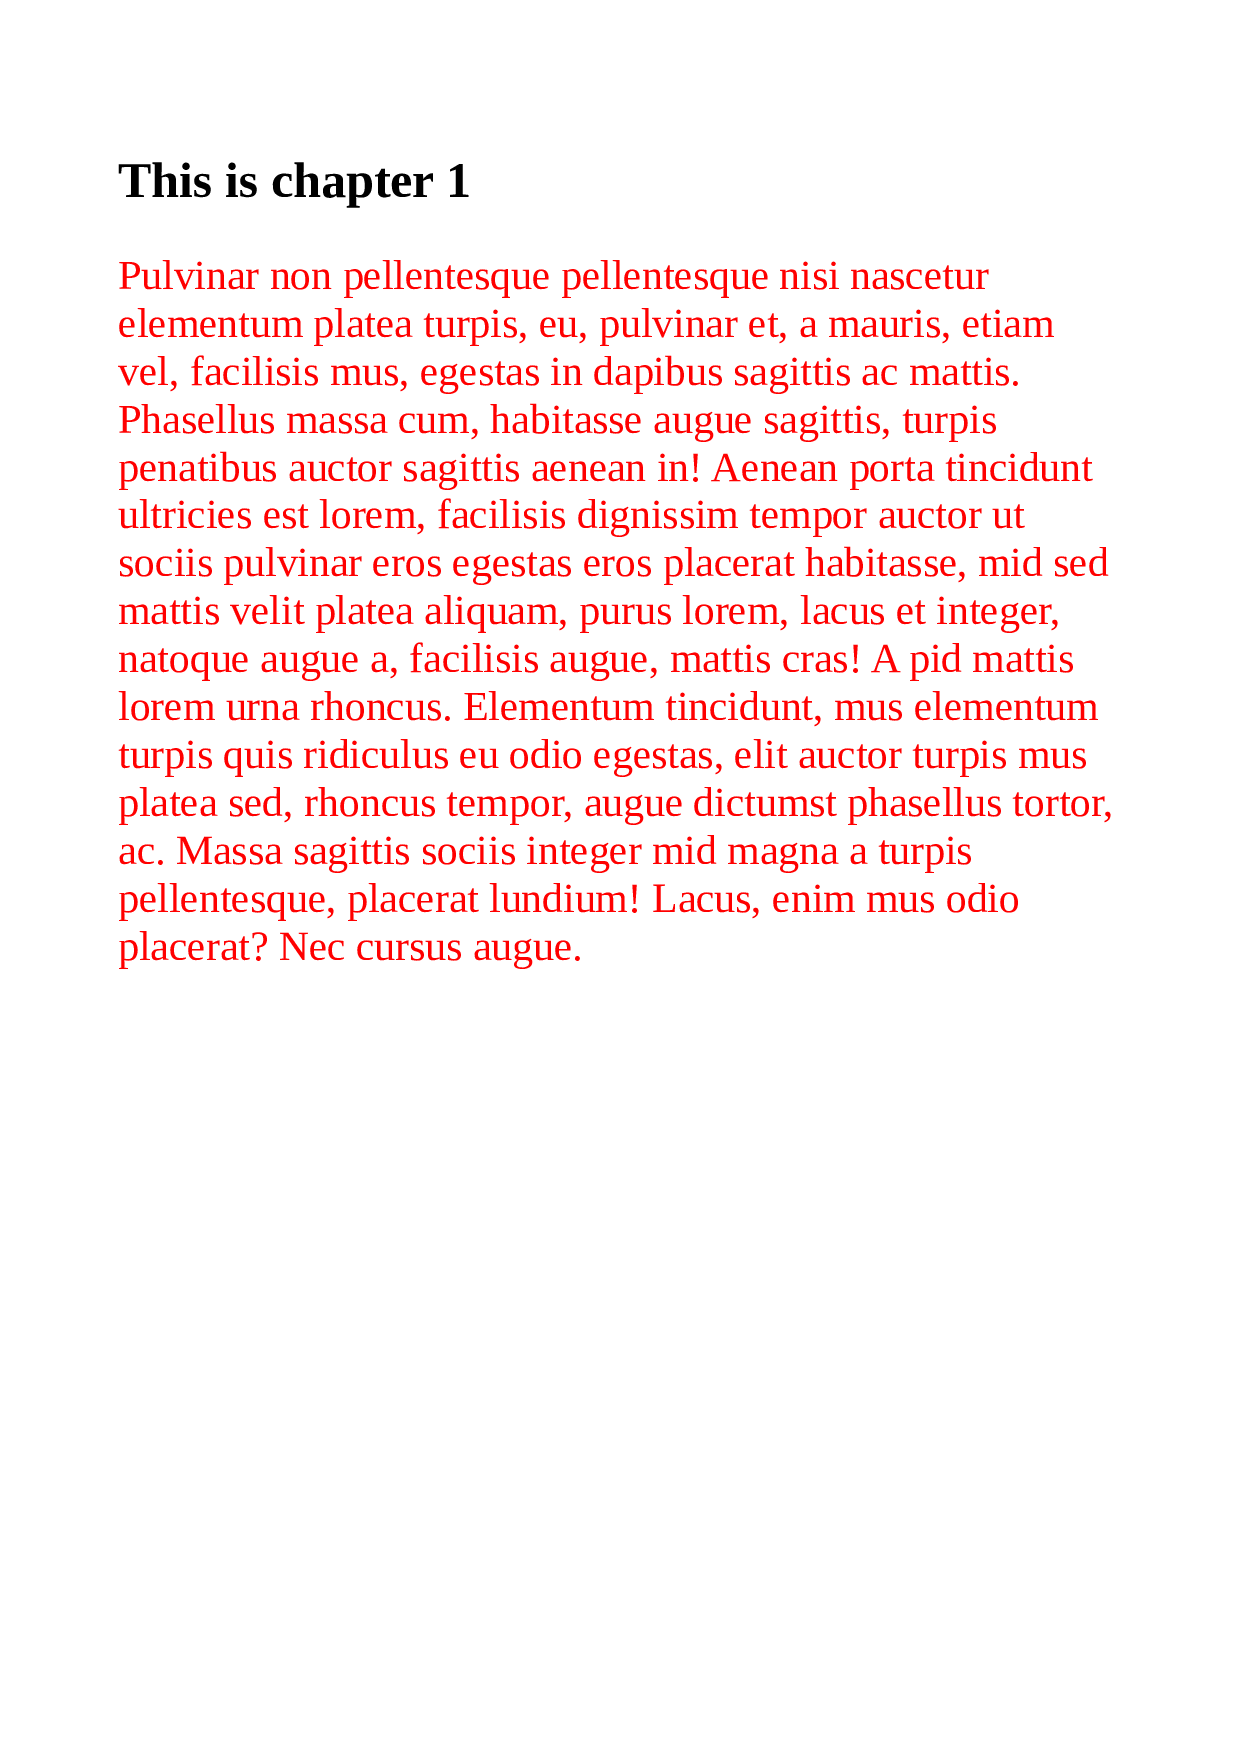 This is chapter 1
Pulvinar non pellentesque pellentesque nisi nascetur
elementum platea turpis, eu, pulvinar et, a mauris, etiam
vel, facilisis mus, egestas in dapibus sagittis ac mattis.
Phasellus massa cum, habitasse augue sagittis, turpis
penatibus auctor sagittis aenean in! Aenean porta tincidunt
ultricies est lorem, facilisis dignissim tempor auctor ut
sociis pulvinar eros egestas eros placerat habitasse, mid sed
mattis velit platea aliquam, purus lorem, lacus et integer,
natoque augue a, facilisis augue, mattis cras! A pid mattis
lorem urna rhoncus. Elementum tincidunt, mus elementum
turpis quis ridiculus eu odio egestas, elit auctor turpis mus
platea sed, rhoncus tempor, augue dictumst phasellus tortor,
ac. Massa sagittis sociis integer mid magna a turpis
pellentesque, placerat lundium! Lacus, enim mus odio
placerat? Nec cursus augue.